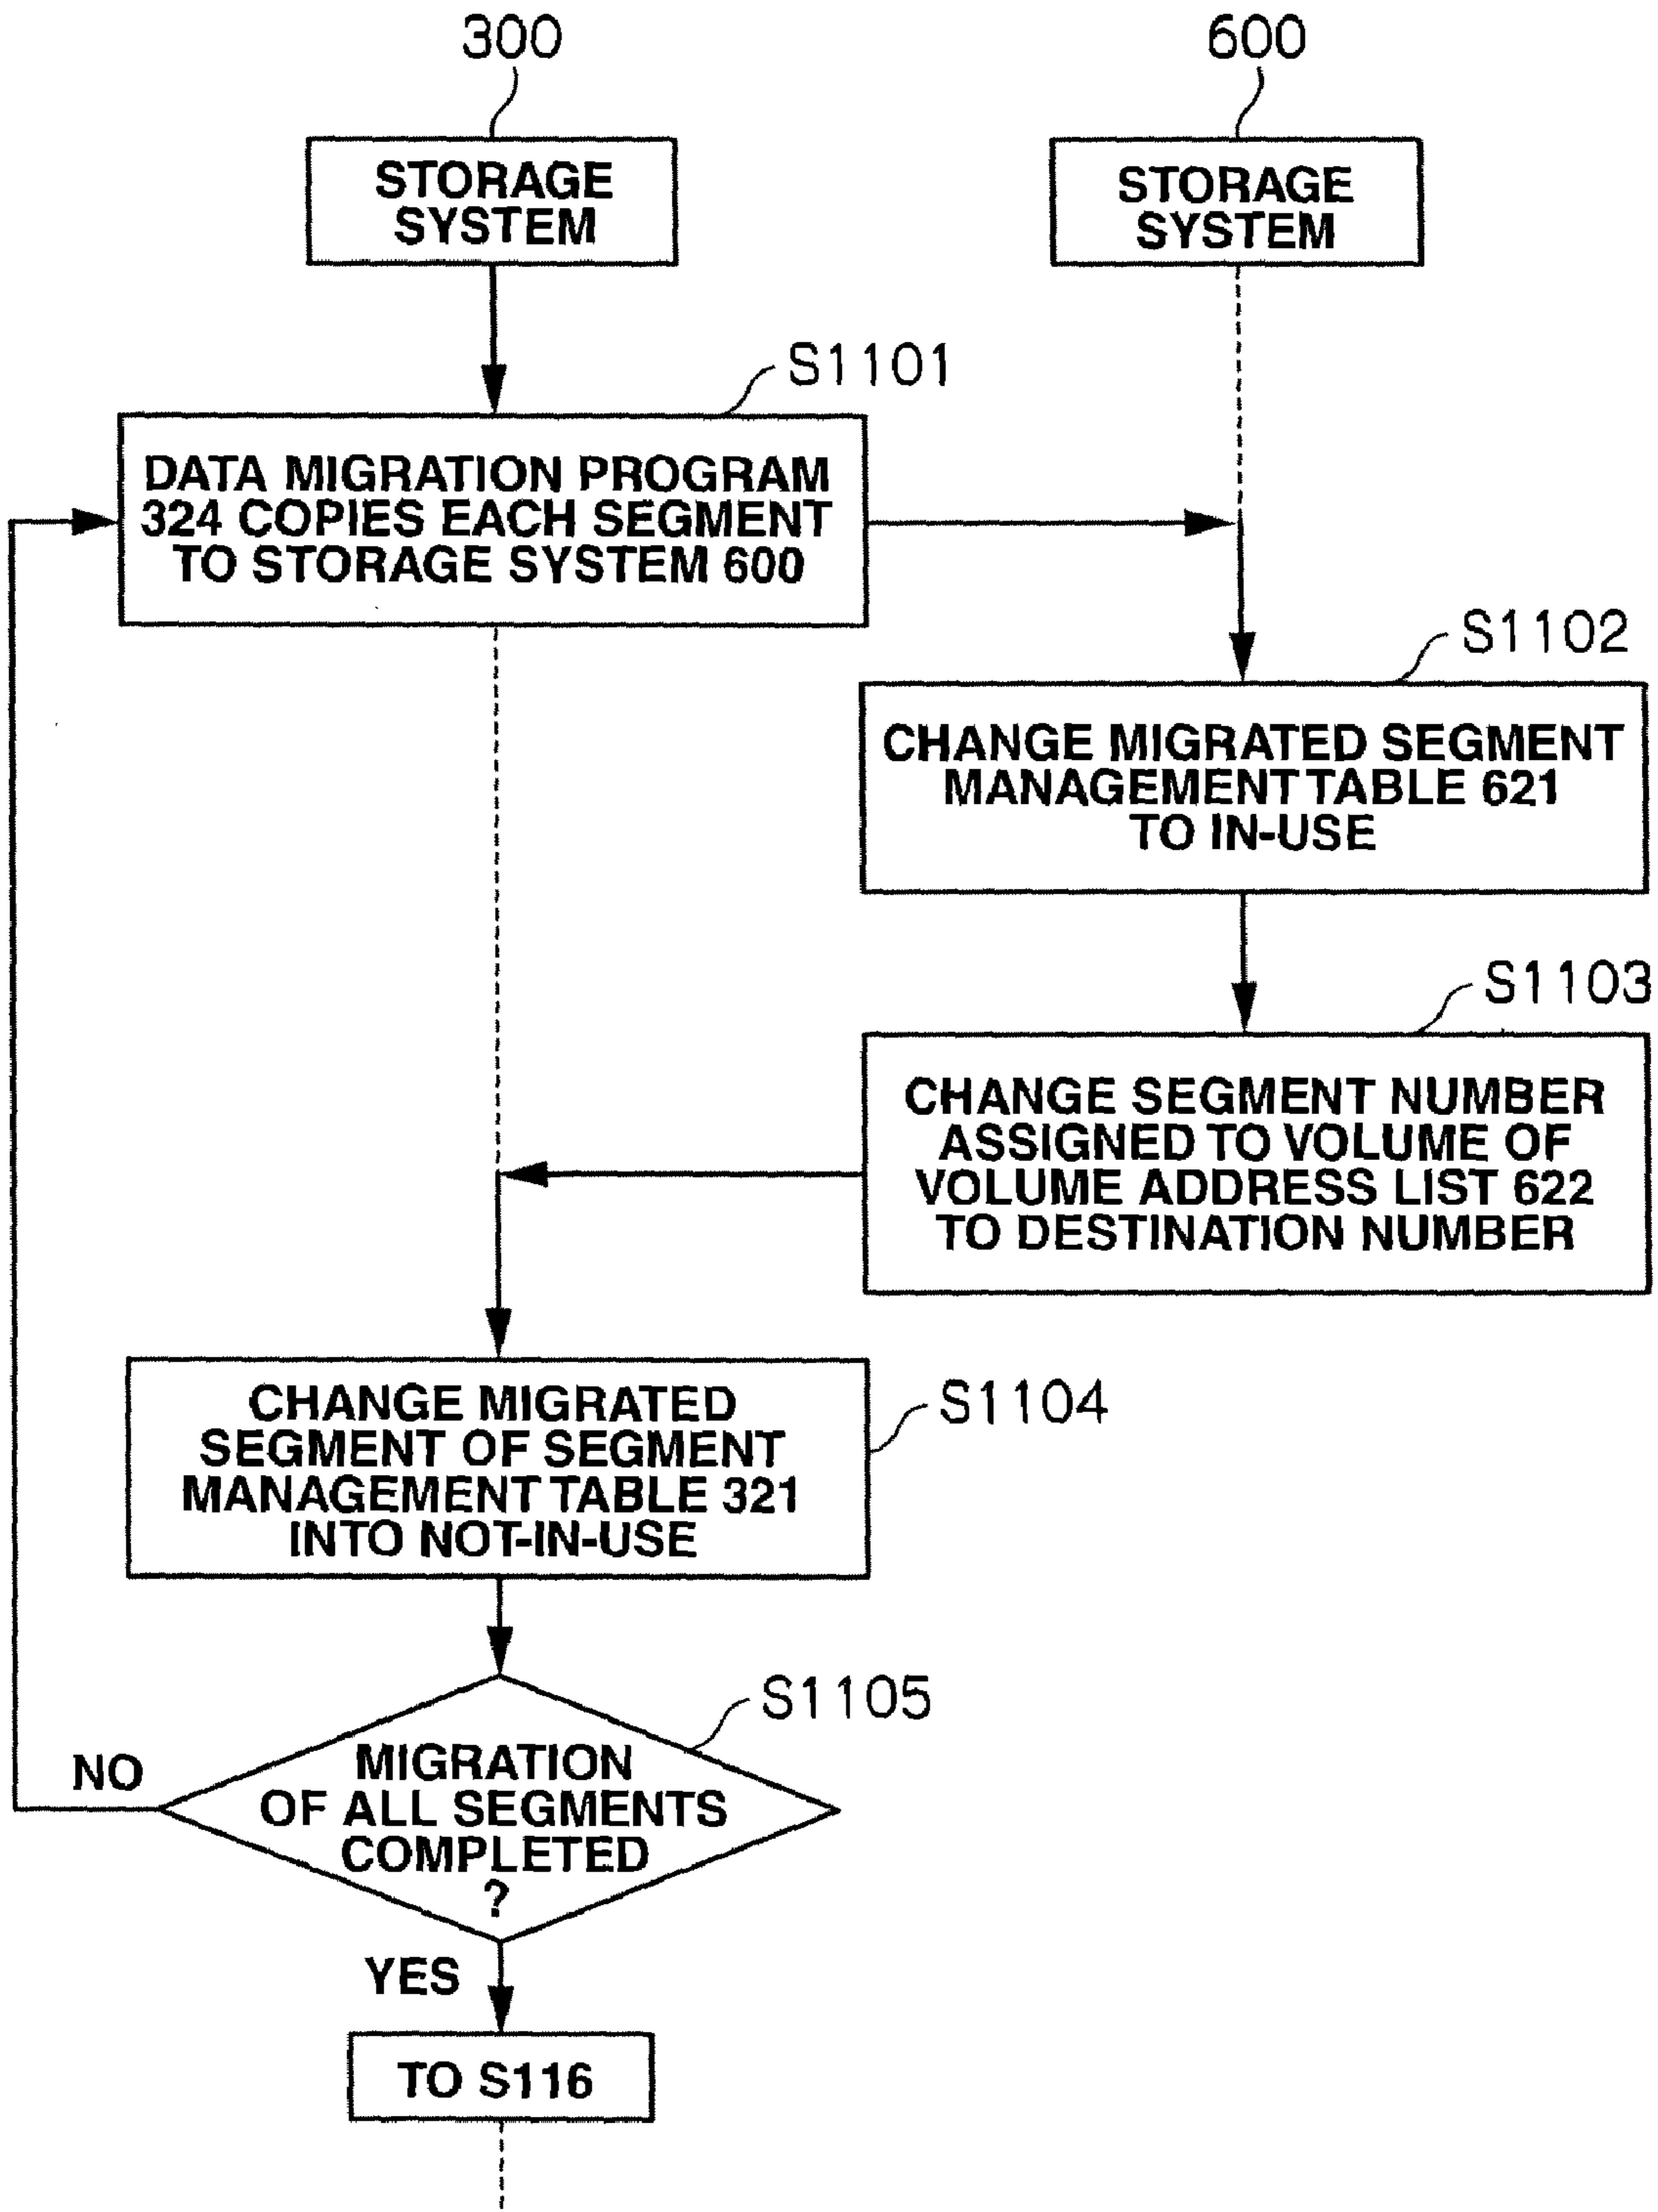 300
600
STORAGE
SYSTEM
STORAGE
SYSTEM
S1101
DATA MIGRATION PROGRAM
324 COPIES EACH SEGMENT
TO STORAGE SYSTEM 600
S1102
CHANGE MIGRATED SEGMENT
MANAGEMENT TABLE 621
TO IN-USE
S1103
CHANGE SEGMENT NUMBER
ASSIGNED TO VOLUME OF
VOLUME ADDRESS LIST 622
TO DESTINATION NUMBER
CHANGE MIGRATED
SEGMENT OF SEGMENT
MANAGEMENT TABLE 321
INTO NOT-IN-USE
S1104
S1105
MIGRATION
OF ALL SEGMENTS
COMPLETED
?
NO
YES
TO S116